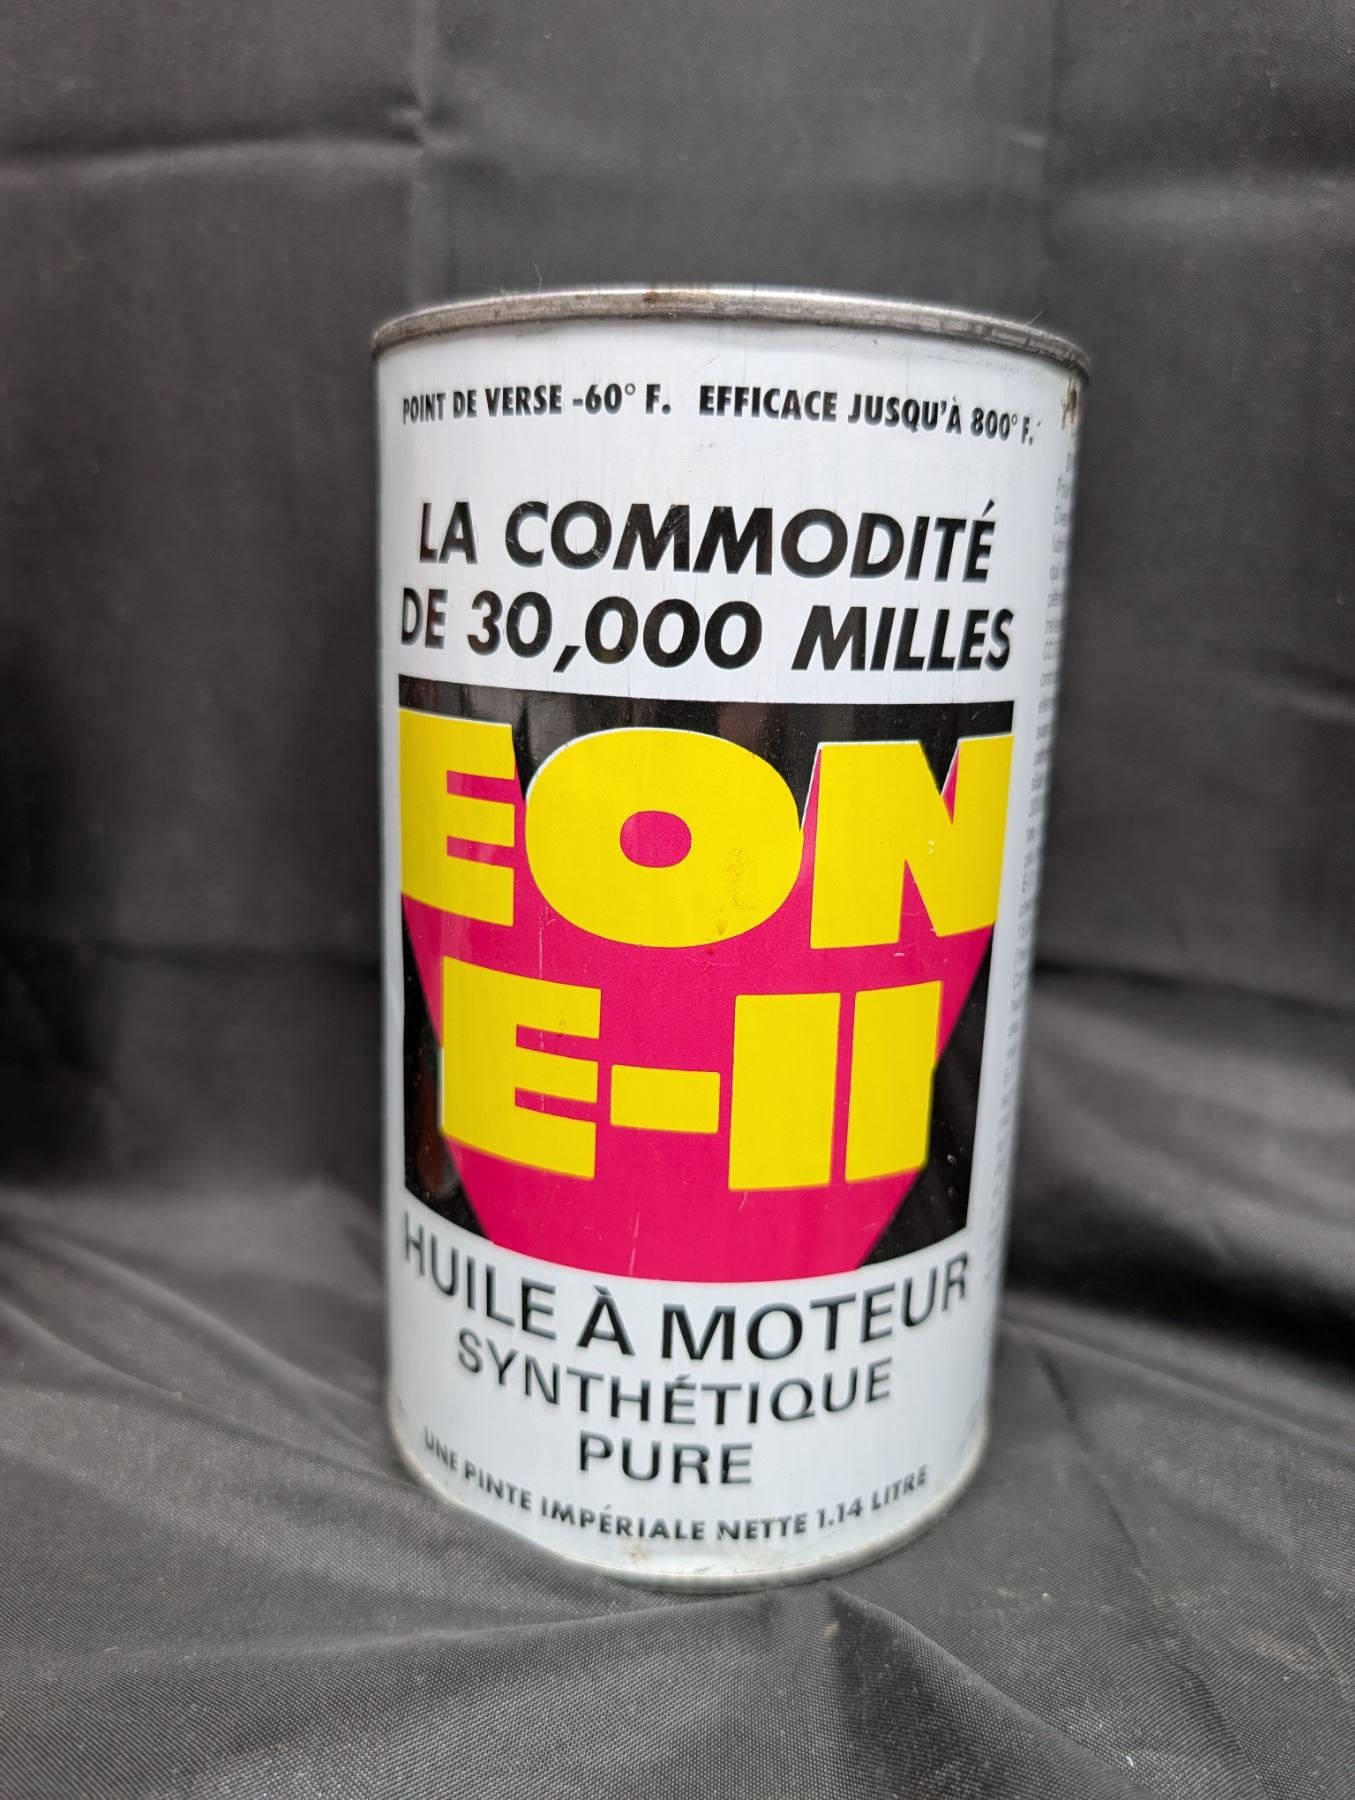 POINT DE VERSE -60° F. EFFICACE JUSQU'À 800° F.
LA COMMODITÉ
DE 30,000 MILLES
EON
E-II
HUILE À MOTEUR
SYNTHÉTIQUE
PURE
UNE PINTE IMPÉRIALE NETTE 1.14 LITRE